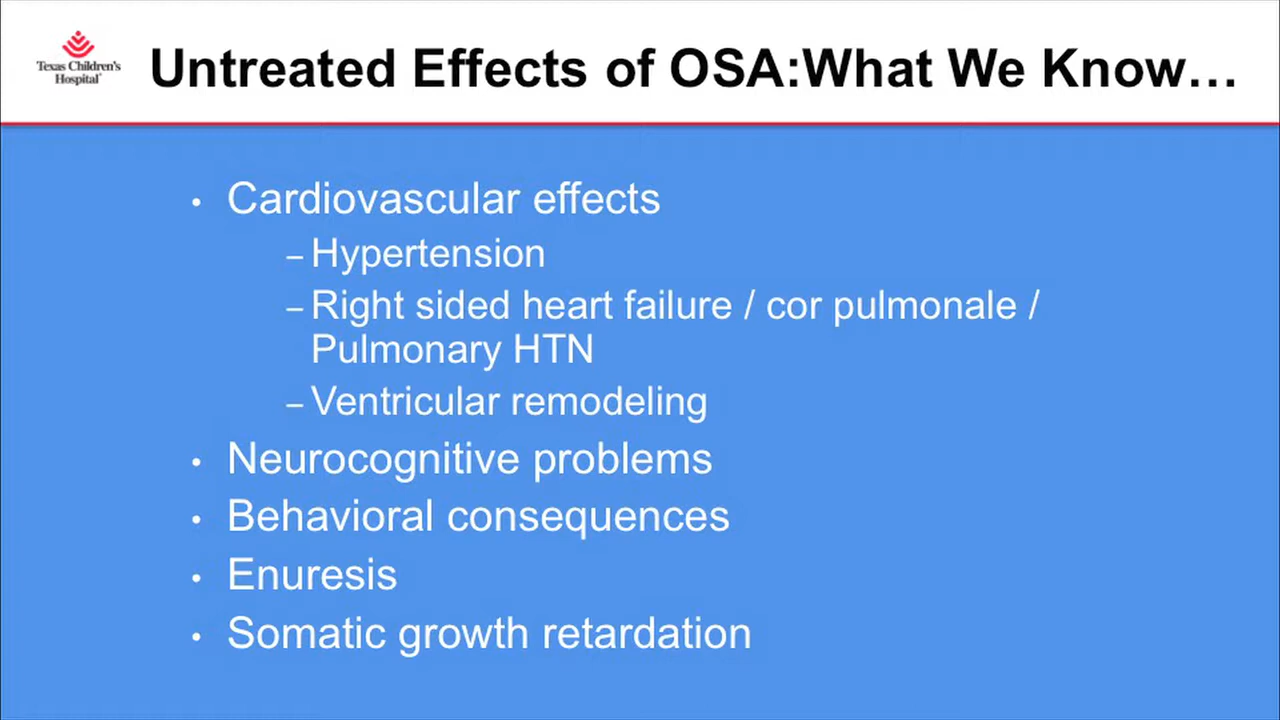 Texas Children's
Hospital®
Untreated Effects of OSA:What We Know…
• Cardiovascular effects
– Hypertension
– Right sided heart failure / cor pulmonale /
Pulmonary HTN
– Ventricular remodeling
• Neurocognitive problems
• Behavioral consequences
• Enuresis
• Somatic growth retardation